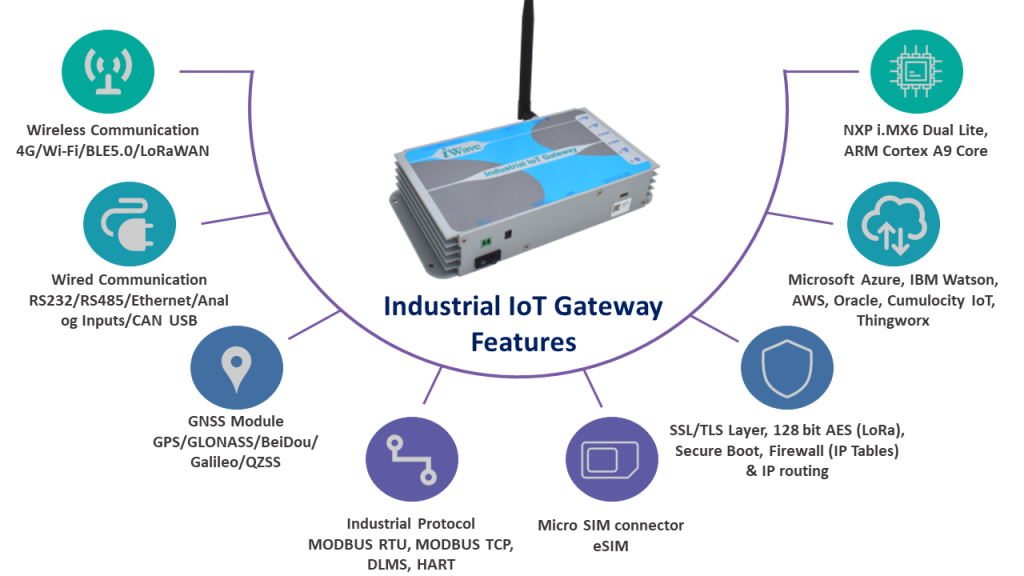 Wireless Communication
4G/Wi-Fi/BLE5.0/LoRaWAN
Wired Communication
RS232/RS485/Ethernet/Anal
og Inputs/CAN USB
GNSS Module
GPS/GLONASS/BeiDou/
Galileo/QZSS
Industrial Protocol
MODBUS RTU, MODBUS TCP,
DLMS, HART
iWave
Industrial IoT Gateway
Industrial IoT Gateway
Features
Micro SIM connector
eSIM
SSL/TLS Layer, 128 bit AES (LoRa),
Secure Boot, Firewall (IP Tables)
& IP routing
Microsoft Azure, IBM Watson,
AWS, Oracle, Cumulocity IoT,
Thingworx
NXP i.MX6 Dual Lite,
ARM Cortex A9 Core